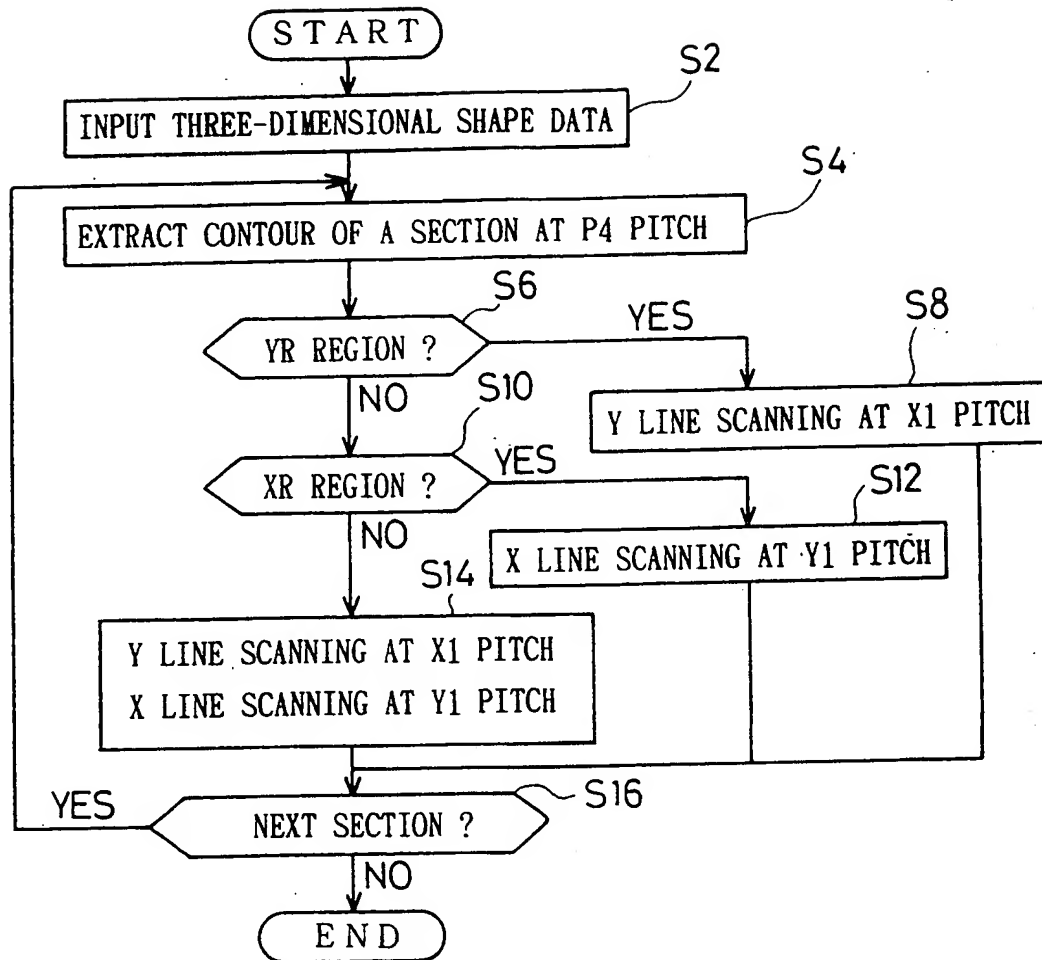 START
S2
INPUT THREE-DIMENSIONAL SHAPE DATA
S4
EXTRACT CONTOUR OF A SECTION AT P4 PITCH
S6
YR REGION ?
YES
S8
Y LINE SCANNING AT X1 PITCH
NO
S10
XR REGION ?
YES
S12
X LINE SCANNING AT Y1 PITCH
NO
S14
Y LINE SCANNING AT X1 PITCH
X LINE SCANNING AT Y1 PITCH
S16
NEXT SECTION ?
YES
NO
END